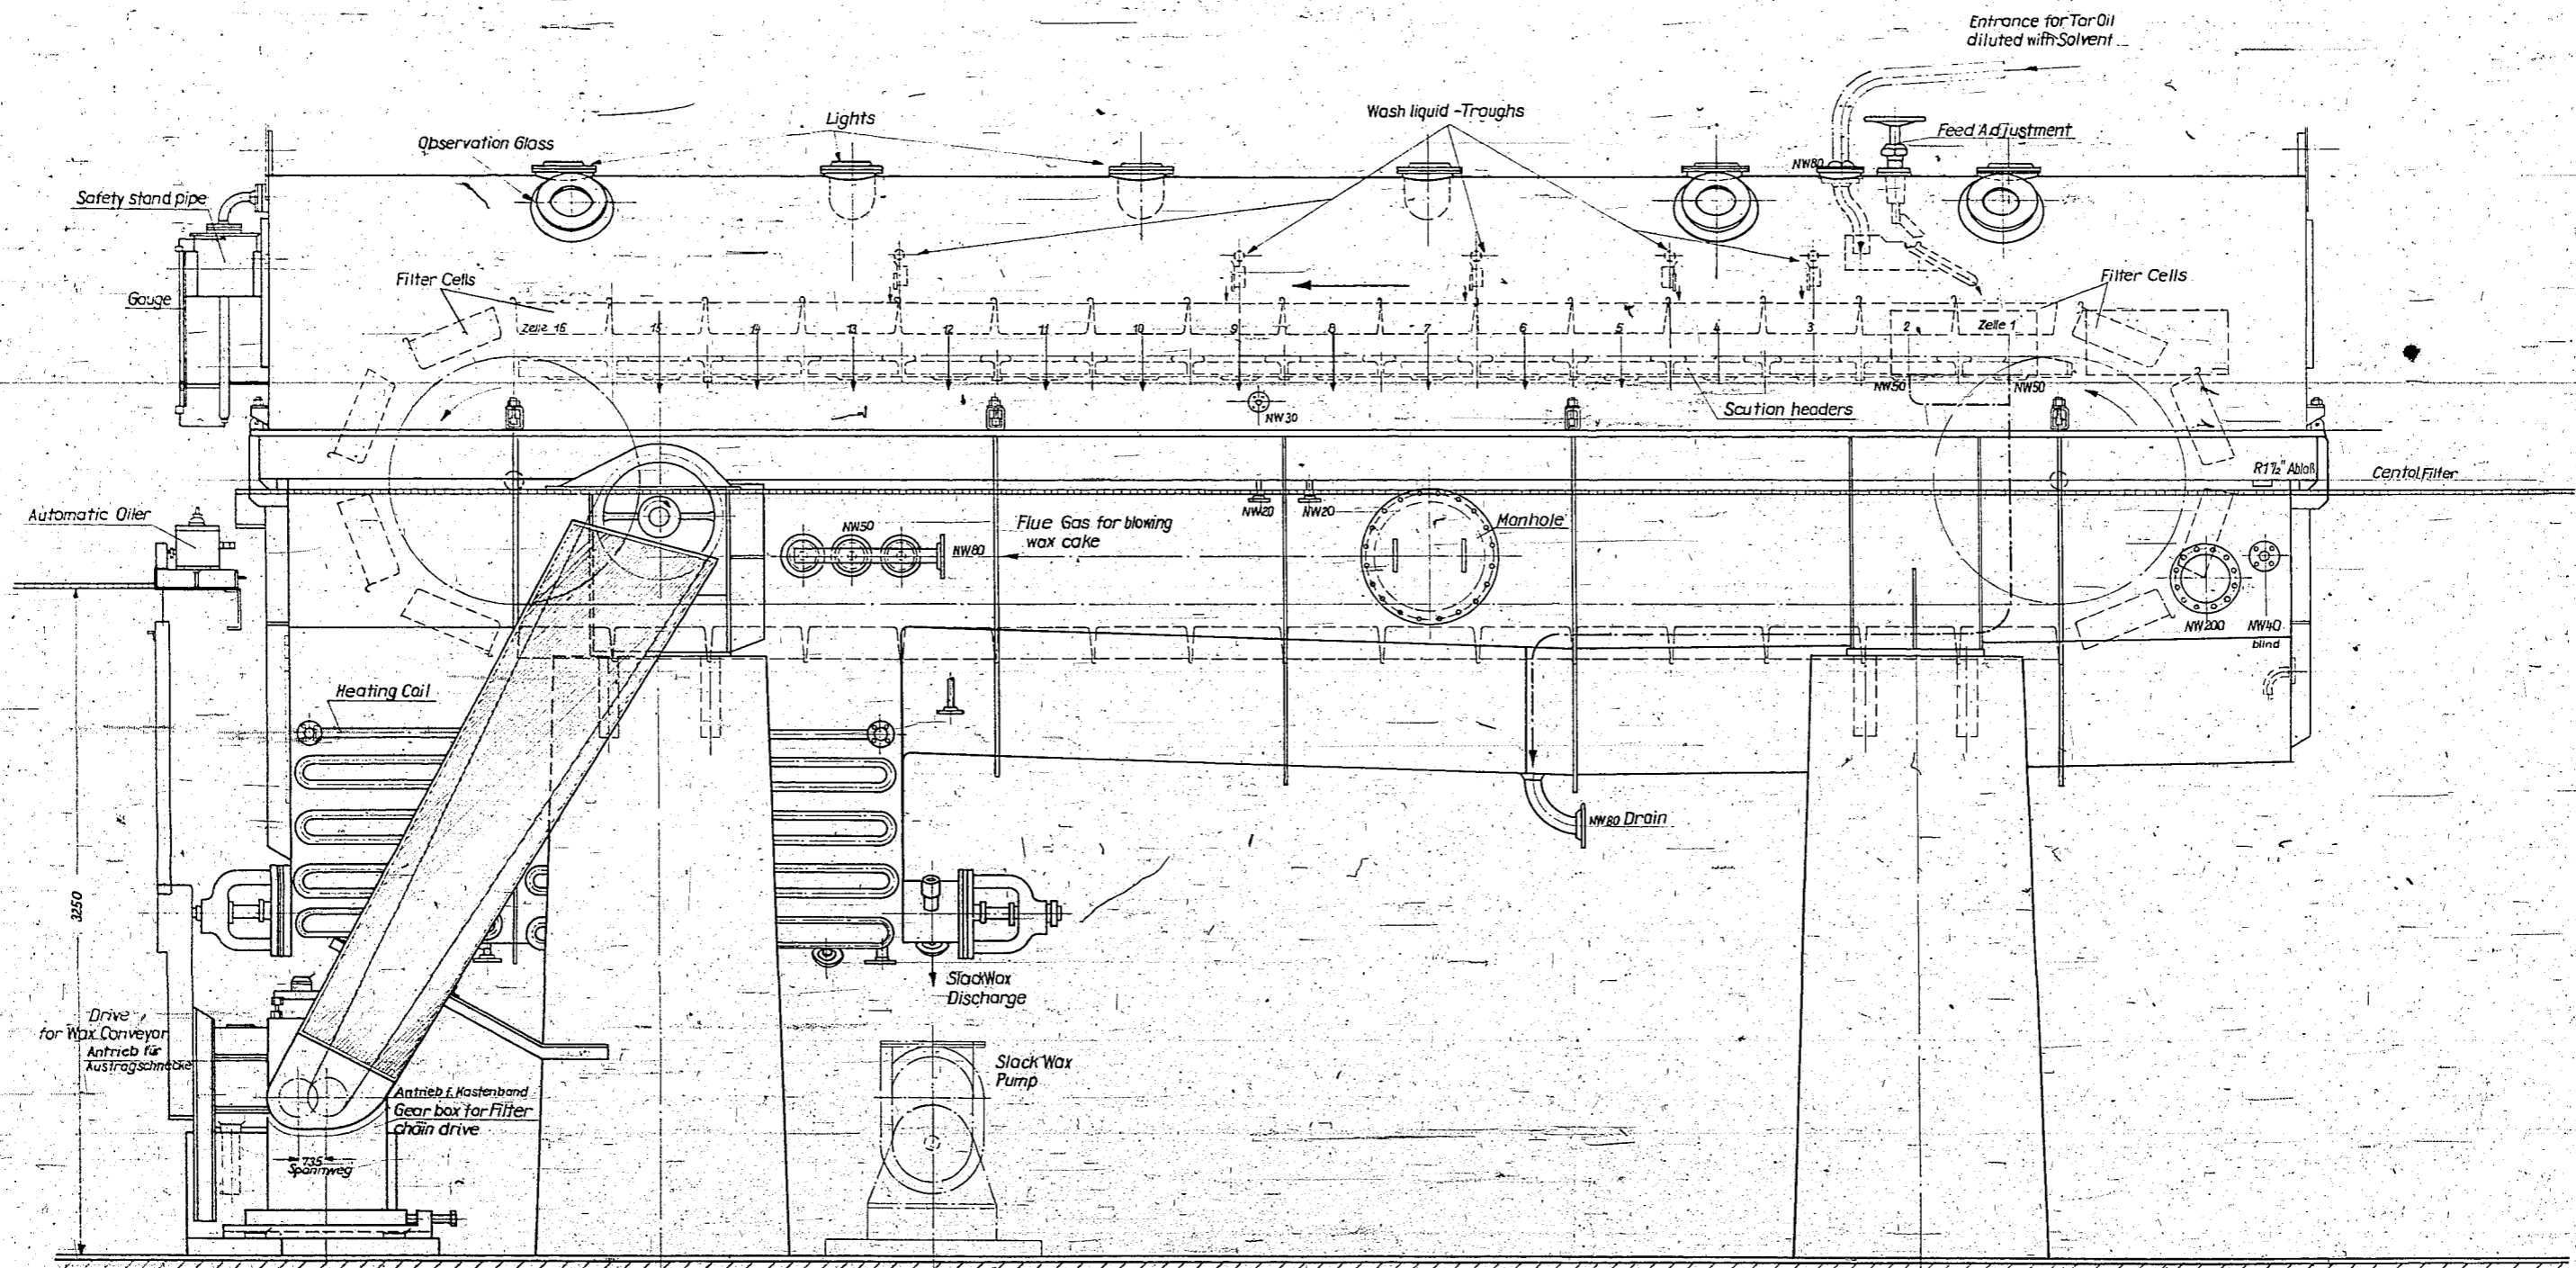 Entrance for Tar Oil
diluted with Solvent
Lights
Wash liquid - Troughs
Observation Glass
Feed Adjustment
NW80
Safety stand pipe
Filter Cells
Filter Cells
Gauge
Zelle 16
15
14
13
12
11
10
9
8
7
6
5
4
3
2
Zelle 1
NW50
NW50
NW30
Scution headers
R1½" Ablaß
Centol Filter
Automatic Oiler
NW50
NW80
Flue Gas for blowing
wax cake
NW20
NW20
Manhole
NW200
NW40
blind
Heating Coil
NW80 Drain
3250
Slack Wax
Discharge
Drive
for Wax Conveyor
Antrieb für
Austragschnecke
Slack Wax
Pump
Antrieb f. Kastenband
Gear box for Filter
chain drive
735
Spannweg